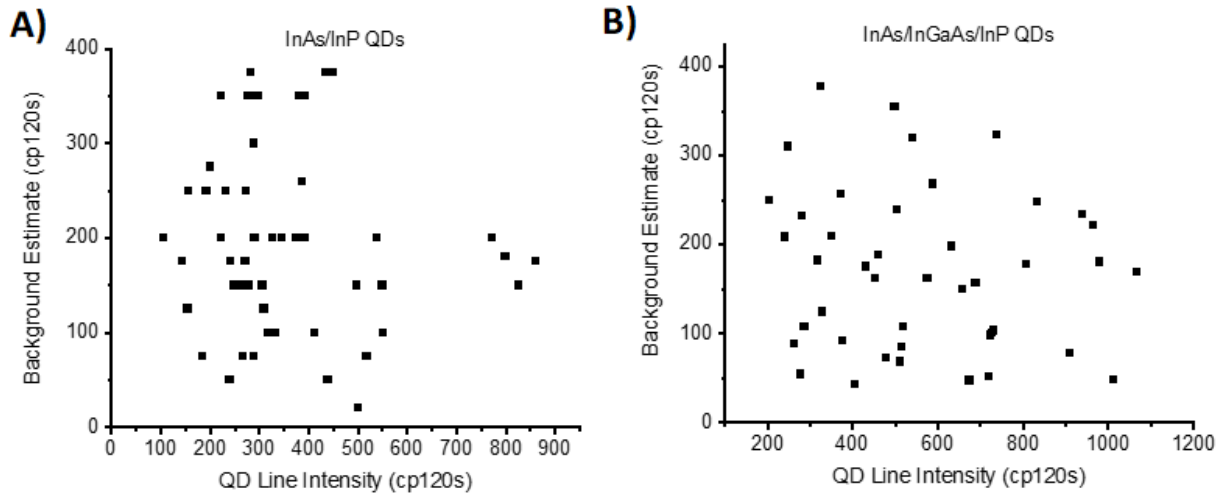 A)
InAs/InP QDs
400
300
200
100
0
Background Estimate (cp120s)
0 100 200 300 400 500 600 700 800 900
QD Line Intensity (cp120s)
B)
InAs/InGaAs/InP QDs
400
300
200
100
0
Background Estimate (cp120s)
200 400 600 800 1000 1200
QD Line Intensity (cp120s)